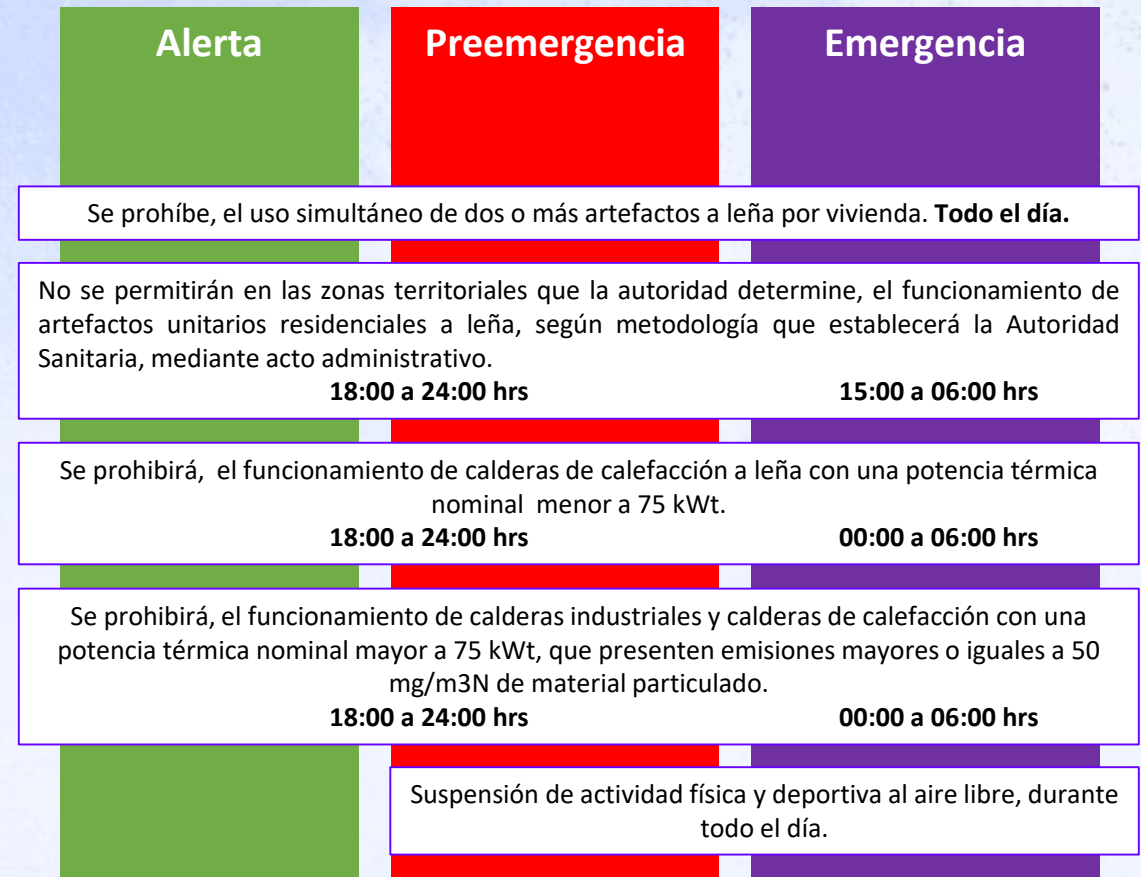 Alerta Preemergencia Emergencia
Se prohíbe, el uso simultáneo de dos o más artefactos a leña por vivienda. Todo el día.
No se permitirán en las zonas territoriales que la autoridad determine, el funcionamiento de
artefactos unitarios residenciales a leña, según metodología que establecerá la Autoridad
Sanitaria, mediante acto administrativo.
18:00 a 24:00 hrs 15:00 a 06:00 hrs
Se prohibirá, el funcionamiento de calderas de calefacción a leña con una potencia térmica
nominal menor a 75 kWt.
18:00 a 24:00 hrs 00:00 a 06:00 hrs
Se prohibirá, el funcionamiento de calderas industriales y calderas de calefacción con una
potencia térmica nominal mayor a 75 kWt, que presenten emisiones mayores o iguales a 50
mg/m3N de material particulado.
18:00 a 24:00 hrs 00:00 a 06:00 hrs
Suspensión de actividad física y deportiva al aire libre, durante
todo el día.